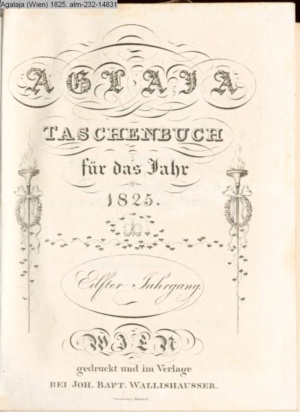 Agalaja (Wien) 1825, alm-232-14831
AGLAJA
TASCHENBUCH
für das Jahr
1825.
Eilfter Jahrgang.
WIEN
gedruckt und im Verlage
BEI JOH. BAPT. WALLISHAUSSER.